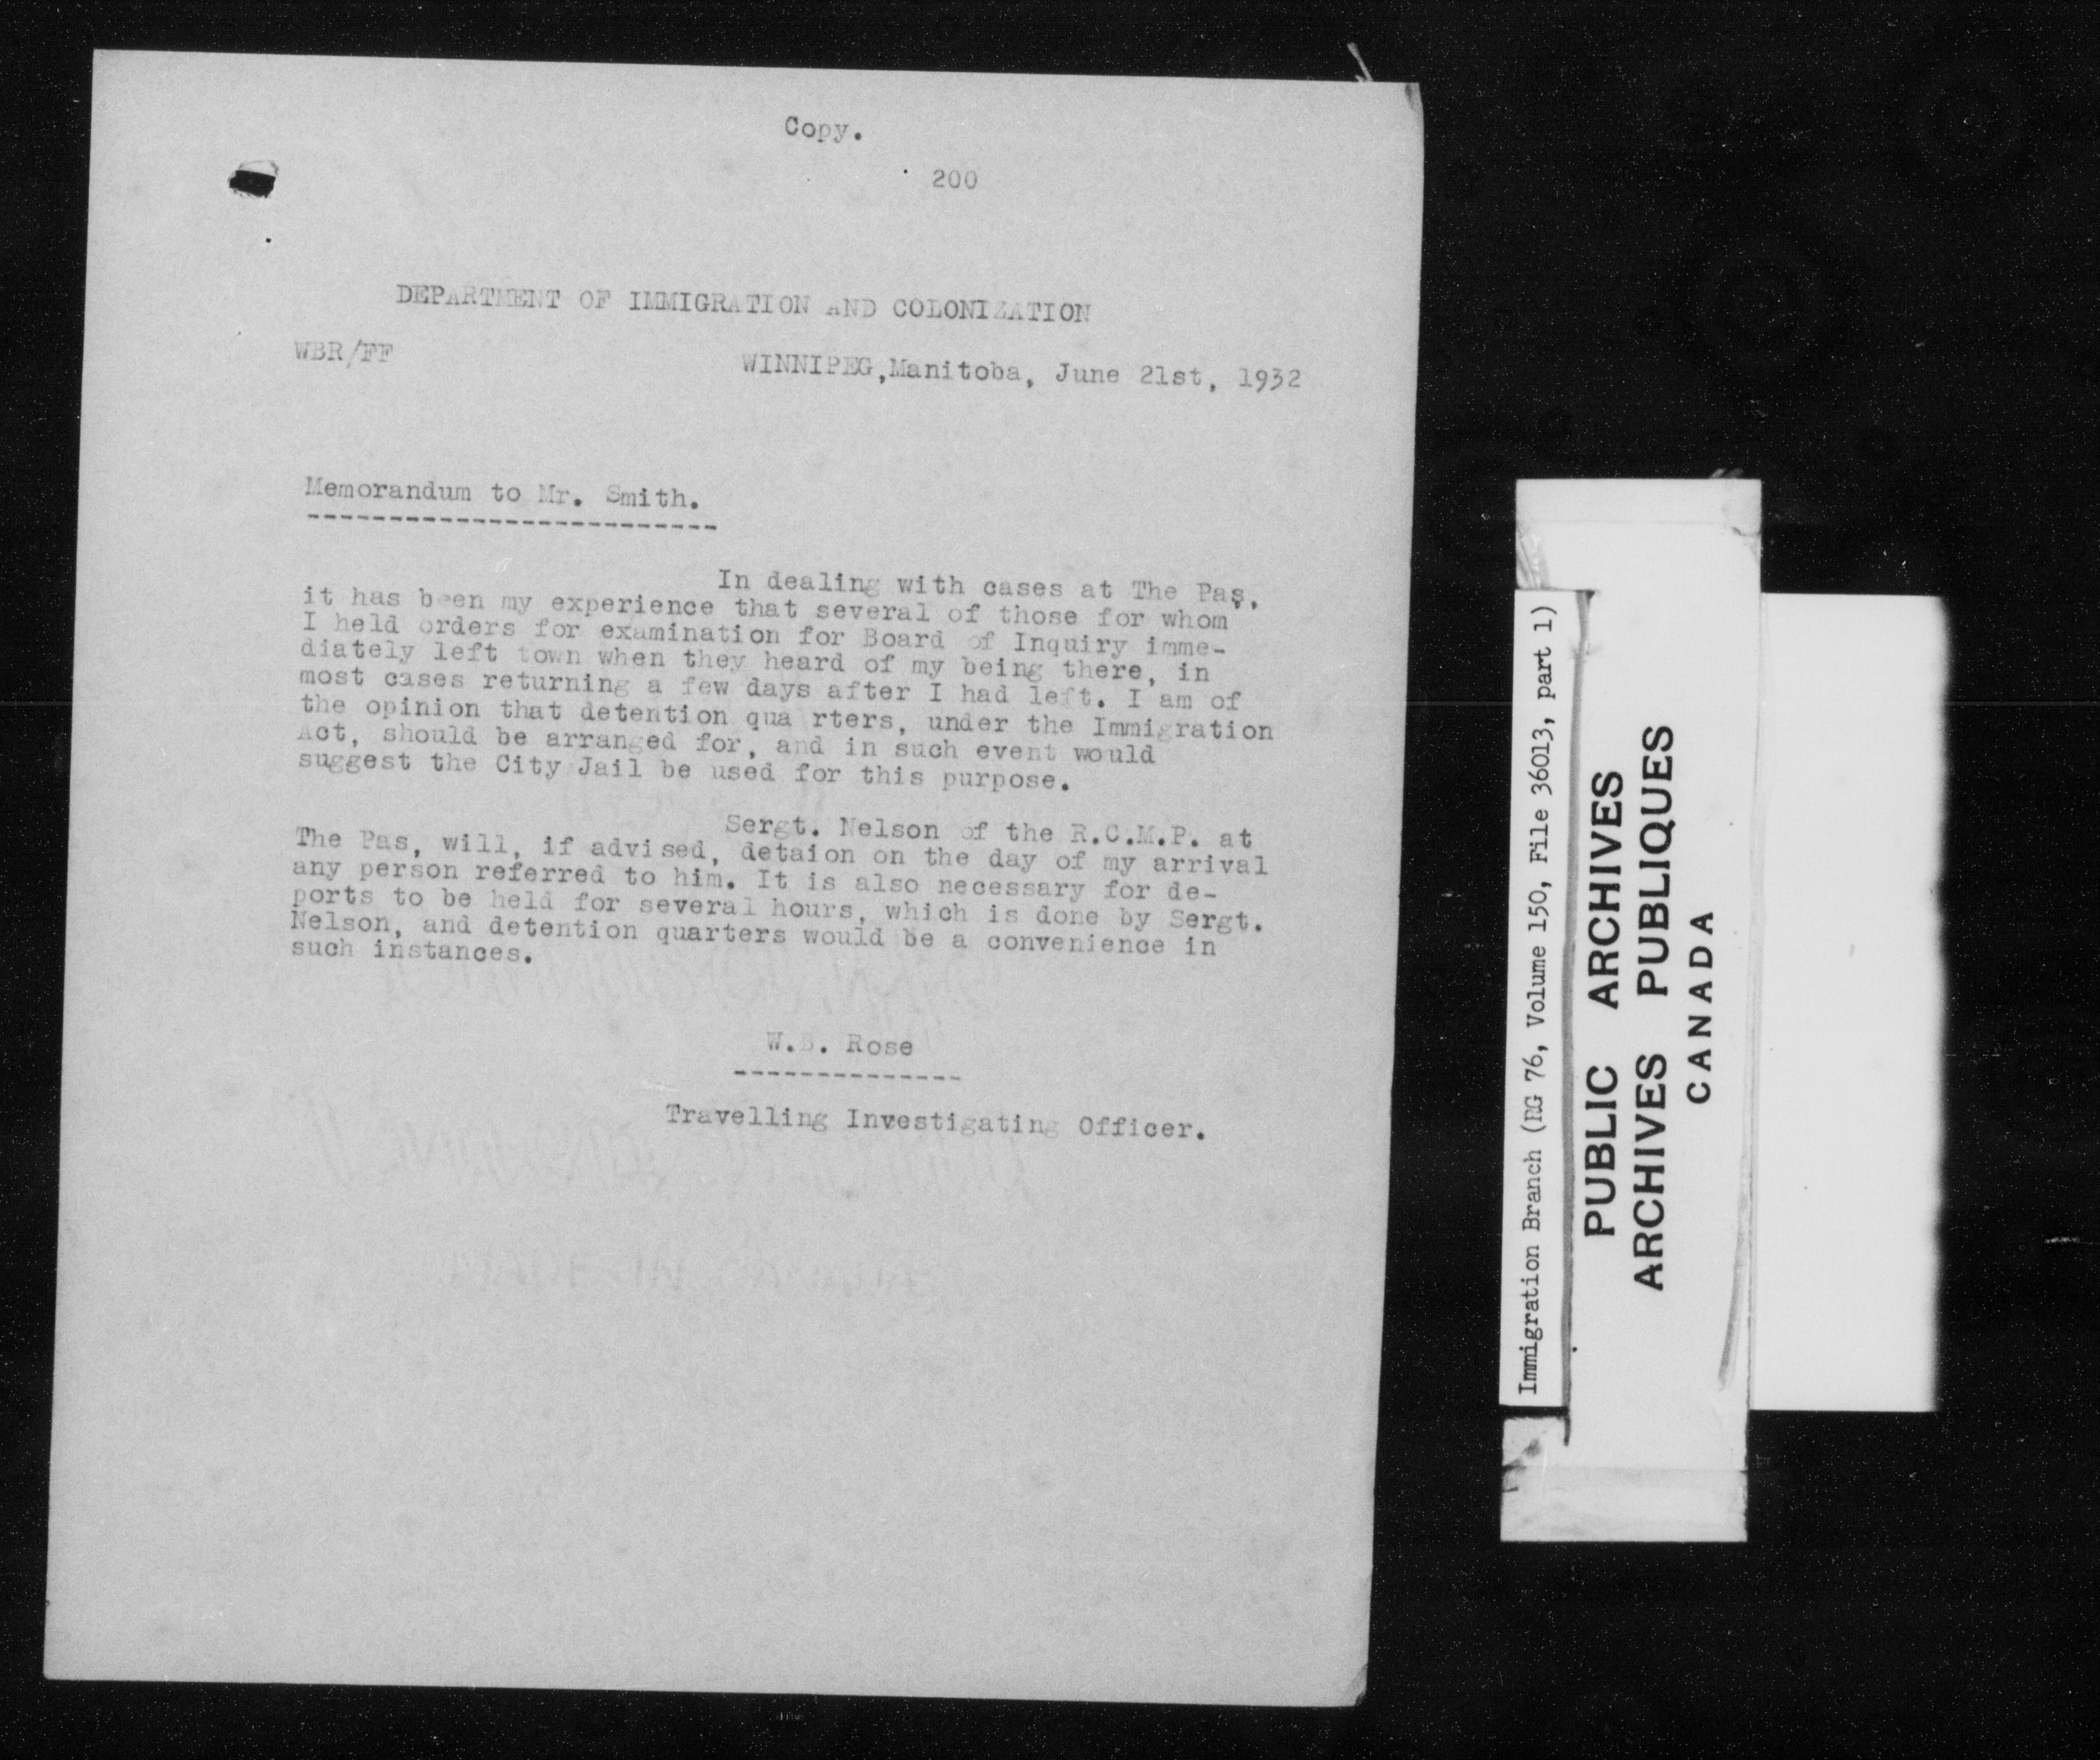 Copy.
200
DEPARTMENT OF IMMIGRATION AND COLONIZATION
WBR/FF
WINNIPEG,Manitoba, June 21st, 1932
Memorandum to Mr. Smith.
In dealing with cases at The Pas,
it has been my experience that several of those for whom
I held orders for examination for Board of Inquiry imme-
diately left town when they heard of my being there, in
most cases returning a few days after I had left. I am of
the opinion that detention qua rters, under the Immigration
Act, should be arranged for, and in such event would
suggest the City Jail be used for this purpose.
Sergt. Nelson of the R.C.M.P. at
The Pas, will, if advised, detaion on the day of my arrival
any person referred to him. It is also necessary for de-
ports to be held for several hours, which is done by Sergt.
Nelson, and detention quarters would be a convenience in
such instances.
W.B. Rose
Travelling Investigating Officer.
Immigration Branch (RG 76, Volume 150, File 36013, part 1)
PUBLIC ARCHIVES
ARCHIVES PUBLIQUES
CANADA